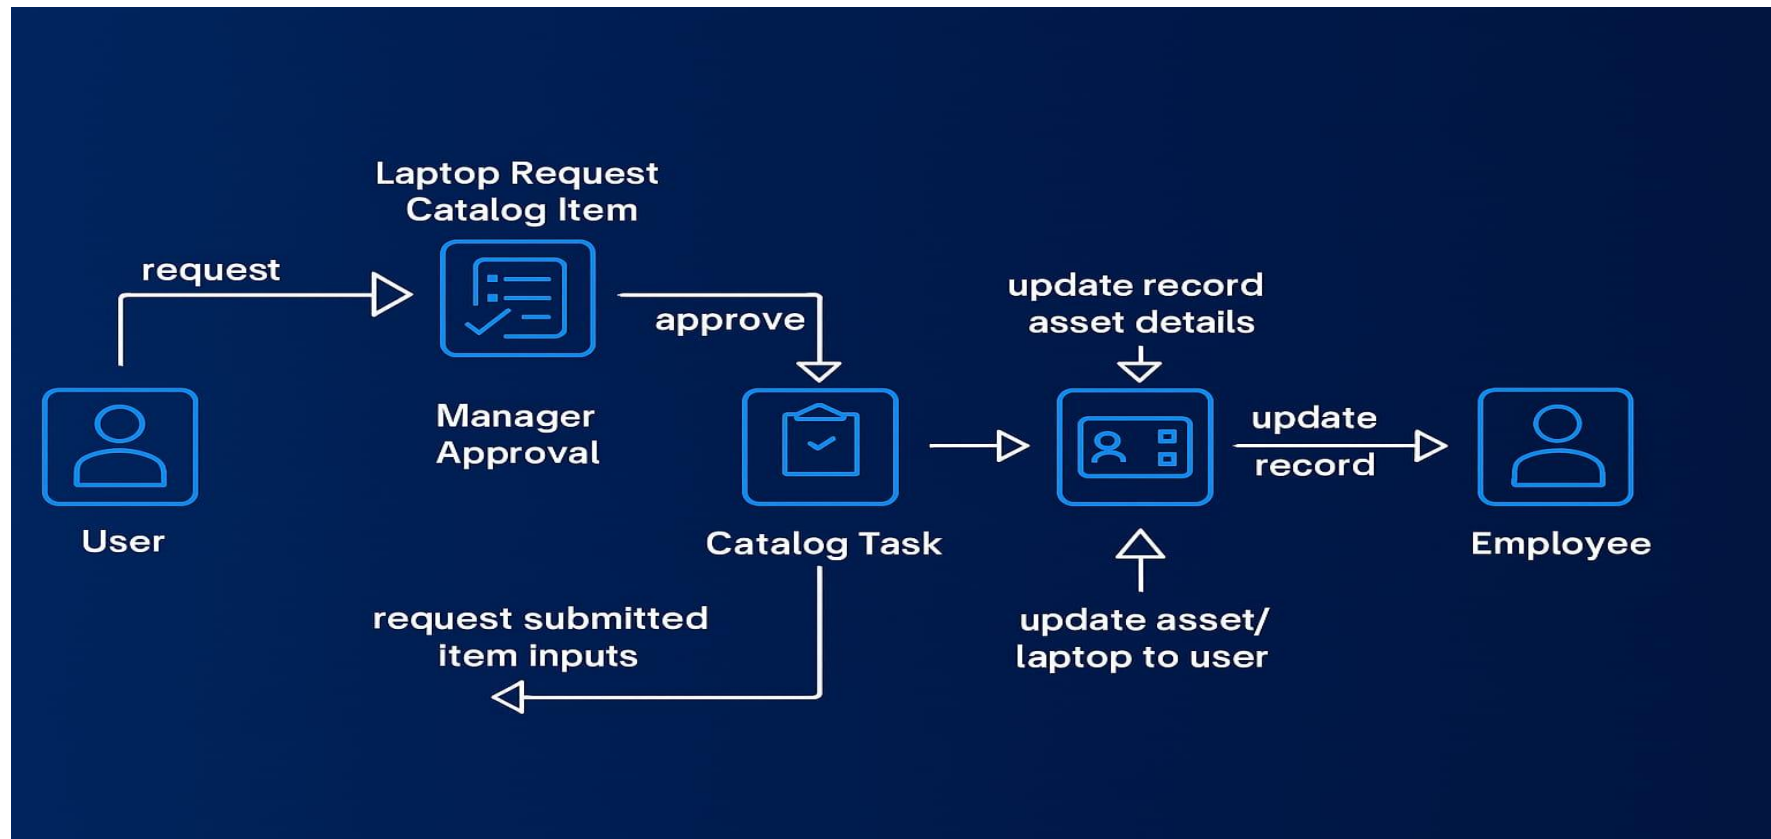 Laptop Request
Catalog Item
request
approve
update record
asset details
Manager
Approval
update
record
User
Catalog Task
Employee
request submitted
item inputs
update asset/
laptop to user